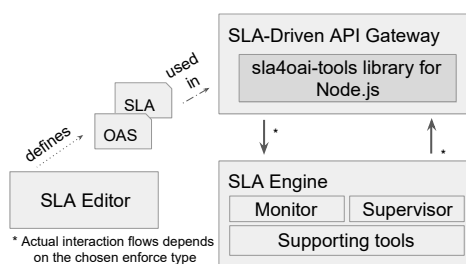 SLA-Driven API Gateway
sla4oai-tools library for
Node.js
used
in
SLA
OAS
defines
*
*
SLA Editor
SLA Engine
Monitor
Supervisor
Supporting tools
* Actual interaction flows depends
on the chosen enforce type